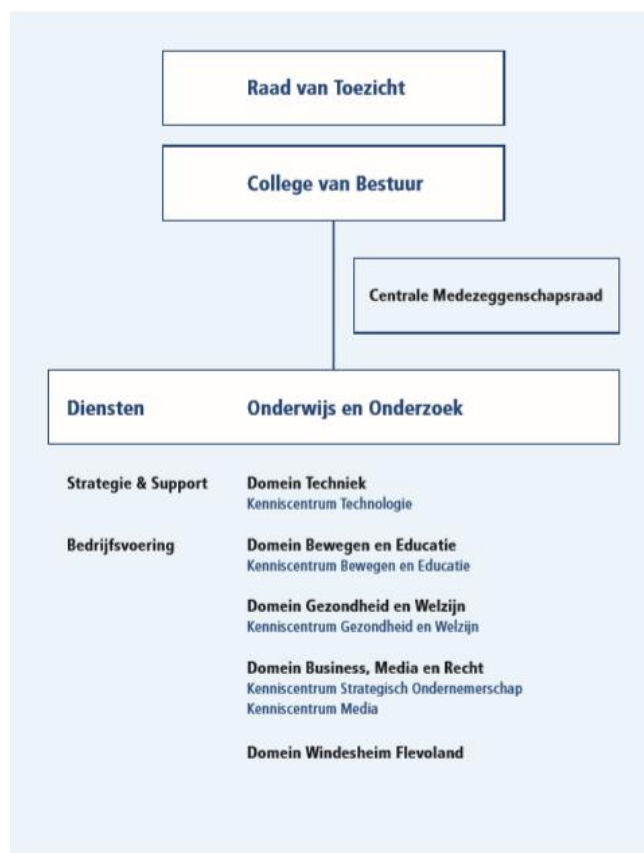 Raad van Toezicht
College van Bestuur
Centrale Medezeggenschapsraad
Diensten
Onderwijs en Onderzoek
Strategie & Support
Domein Techniek
Kenniscentrum Technologie
Bedrijfsvoering
Domein Bewegen en Educatie
Kenniscentrum Bewegen en Educatie
Domein Gezondheid en Welzijn
Kenniscentrum Gezondheid en Welzijn
Domein Business, Media en Recht
Kenniscentrum Strategisch Ondernemerschap
Kenniscentrum Media
Domein Windesheim Flevoland